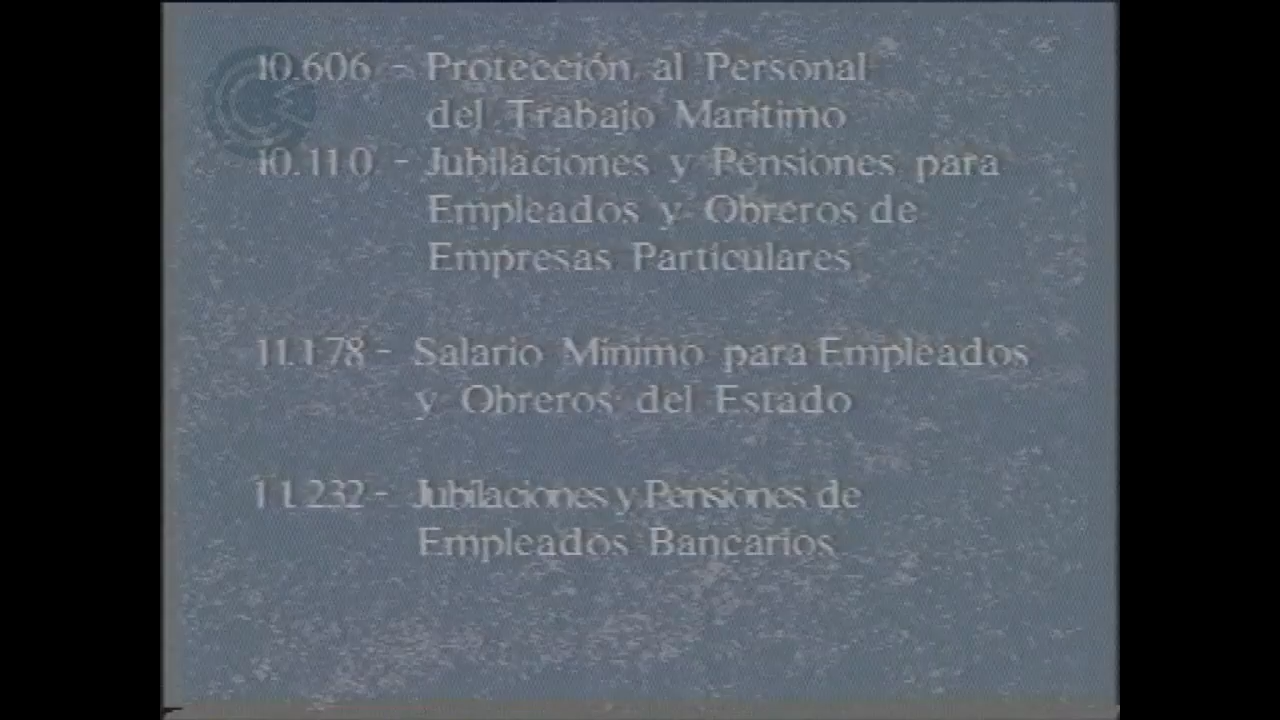 10.606 - Protección al Personal
del Trabajo Marítimo
10.110 - Jubilaciones y Pensiones para
Empleados y Obreros de
Empresas Particulares
11.178 - Salario Mínimo para Empleados
y Obreros del Estado
11.232 - Jubilaciones y Pensiones de
Empleados Bancarios